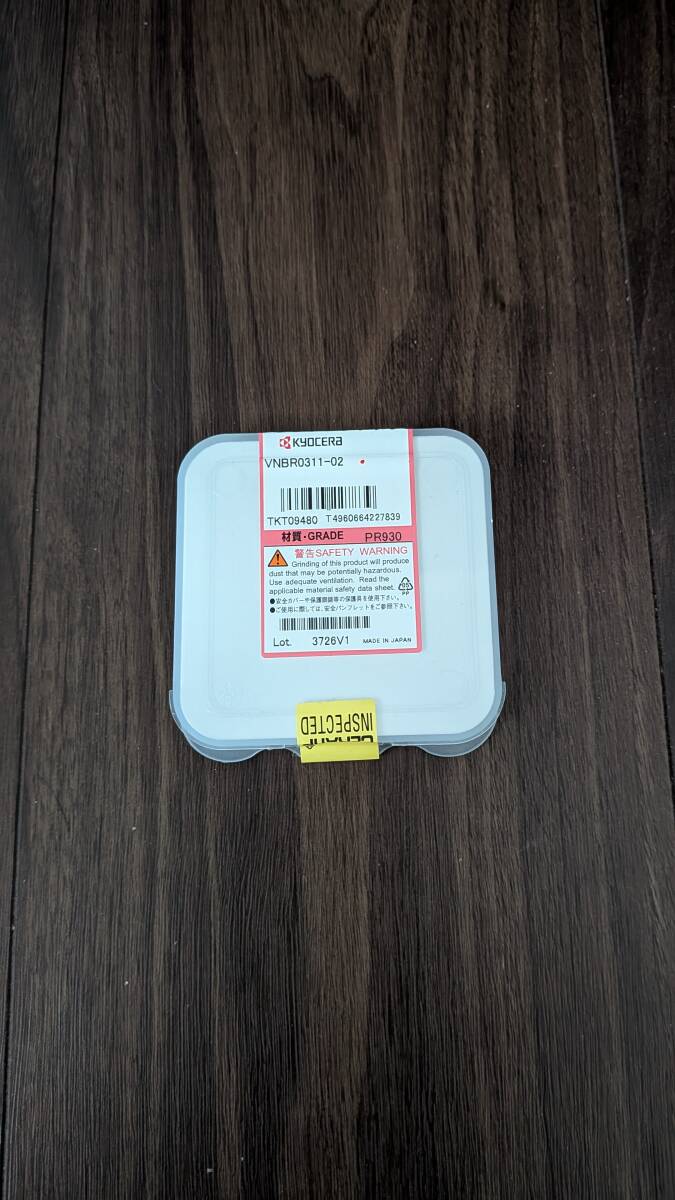 KYOCERA
VNBR0311-02
TKT09480 T4960664227839
材質・GRADE PR930
警告SAFETY WARNING
Grinding of this product will produce
dust that may be potentially hazardous.
Use adequate ventilation. Read the
applicable material safety data sheet.
05
PP
●安全カバーや保護眼鏡等の保護具を使用下さい。
●ご使用に際しては、安全パンフレットをご参照下さい。
Lot. 3726V1 MADE IN JAPAN
INSPECTED